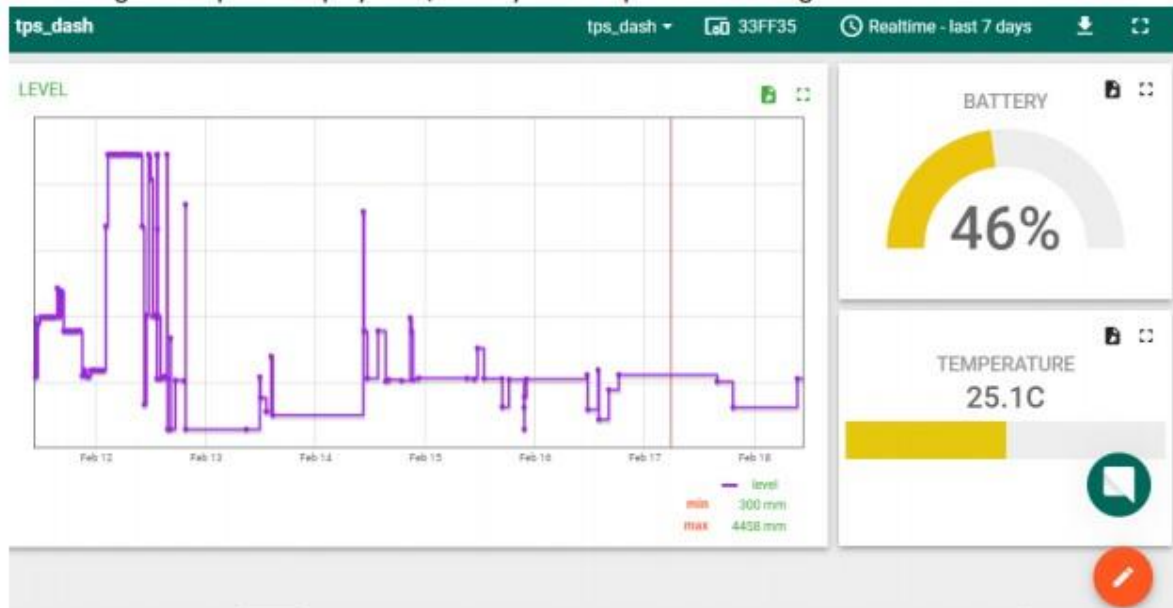 tps_dash
tps_dash
33FF35
Realtime - last 7 days
LEVEL
Feb 12
Feb 13
Feb 14
Feb 15
Feb 16
Feb 17
Feb 18
level
min 300 mm
max 4458 mm
BATTERY
46%
TEMPERATURE
25.1C